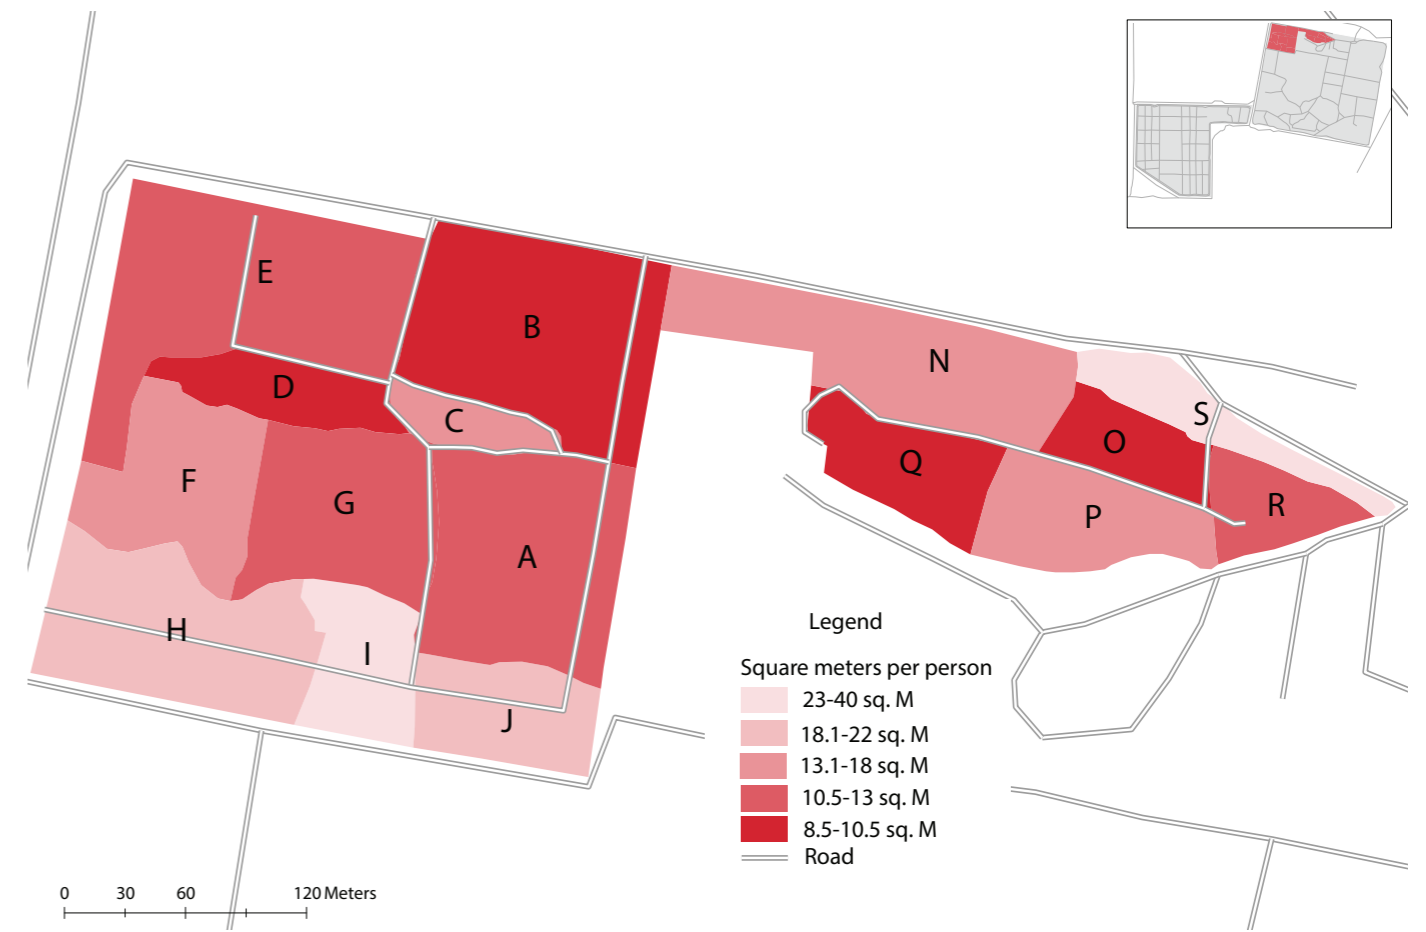 E
B
N
D
C
S
O
Q
F
G
R
P
A
H
I
J
Legend
Square meters per person
23-40 sq. M
18.1-22 sq. M
13.1-18 sq. M
10.5-13 sq. M
8.5-10.5 sq. M
Road
0 30 60 120 Meters